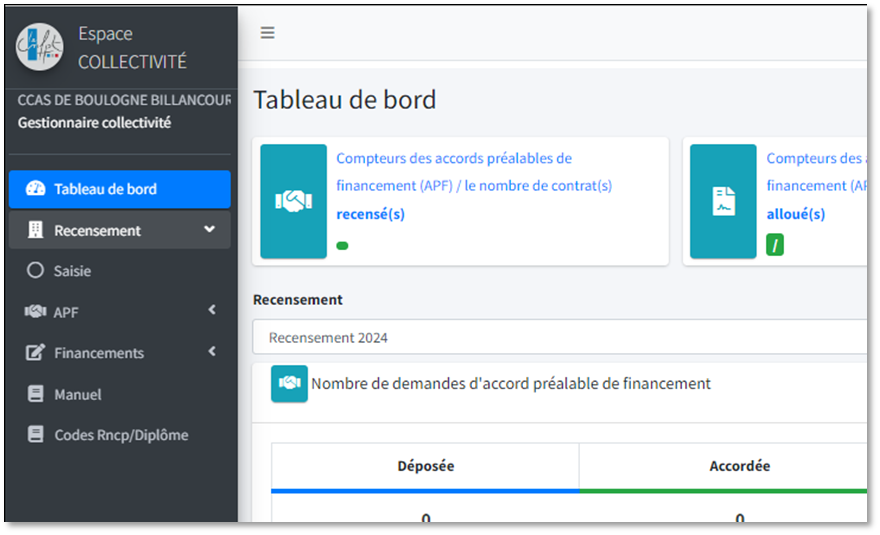 Espace
COLLECTIVITÉ
CCAS DE BOULOGNE BILLANCOUR
Gestionnaire collectivité
Tableau de bord
Recensement
Saisie
APF
Financements
Manuel
Codes Rncp/Diplôme
Tableau de bord
Compteurs des accords préalables de
financement (APF) / le nombre de contrat(s)
recensé(s)
Compteurs des
financement (AP
alloué(s)
/
Recensement
Recensement 2024
Nombre de demandes d'accord préalable de financement
Déposée
Accordée
0
0